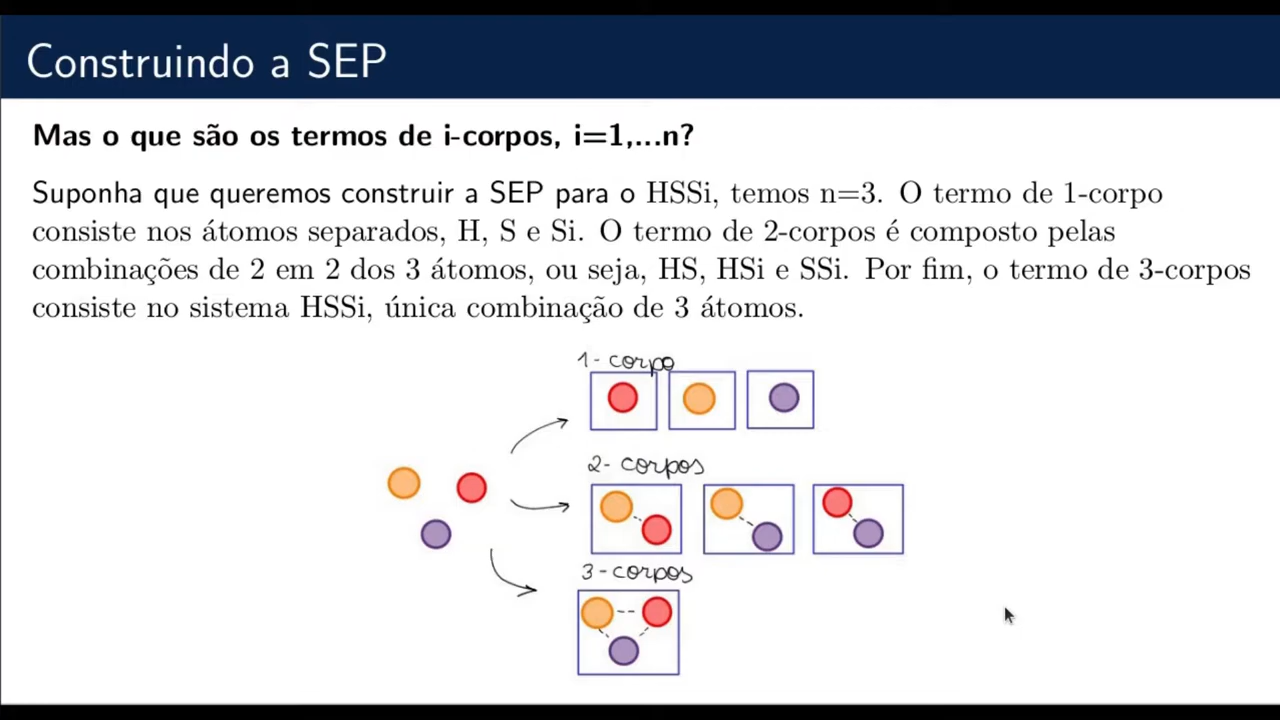 Construindo a SEP
Mas o que são os termos de i-corpos, i=1,...n?
Suponha que queremos construir a SEP para o HSSi, temos n=3. O termo de 1-corpo
consiste nos átomos separados, H, S e Si. O termo de 2-corpos é composto pelas
combinações de 2 em 2 dos 3 átomos, ou seja, HS, HSi e SSi. Por fim, o termo de 3-corpos
consiste no sistema HSSi, única combinação de 3 átomos.
1- corpo
2- corpos
3-corpos